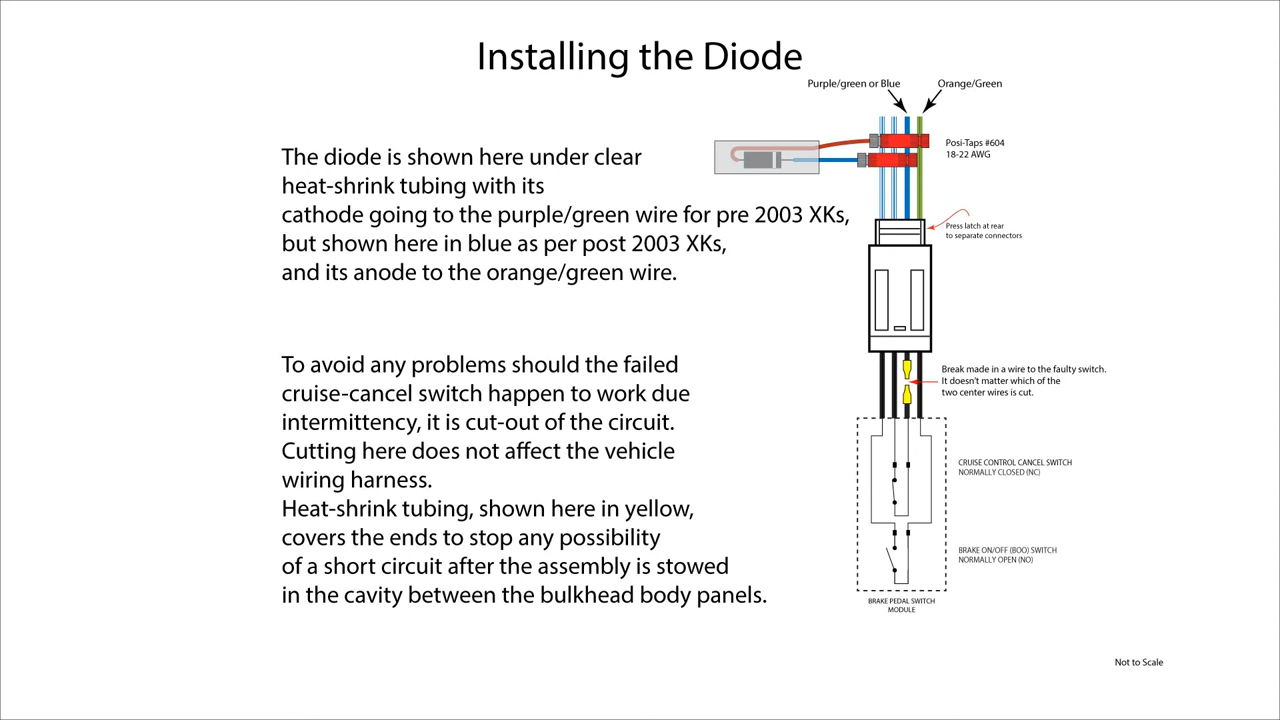 Installing the Diode
Purple/green or Blue
Orange/Green
Posi-Taps #604
18-22 AWG
The diode is shown here under clear
heat-shrink tubing with its
cathode going to the purple/green wire for pre 2003 XKs,
but shown here in blue as per post 2003 XKs,
and its anode to the orange/green wire.
Press latch at rear
to separate connectors
To avoid any problems should the failed
cruise-cancel switch happen to work due
intermittency, it is cut-out of the circuit.
Cutting here does not affect the vehicle
wiring harness.
Heat-shrink tubing, shown here in yellow,
covers the ends to stop any possibility
of a short circuit after the assembly is stowed
in the cavity between the bulkhead body panels.
Break made in a wire to the faulty switch.
It doesn't matter which of the
two center wires is cut.
CRUISE CONTROL CANCEL SWITCH
NORMALLY CLOSED (NC)
BRAKE ON/OFF (BOO) SWITCH
NORMALLY OPEN (NO)
BRAKE PEDAL SWITCH
MODULE
Not to Scale